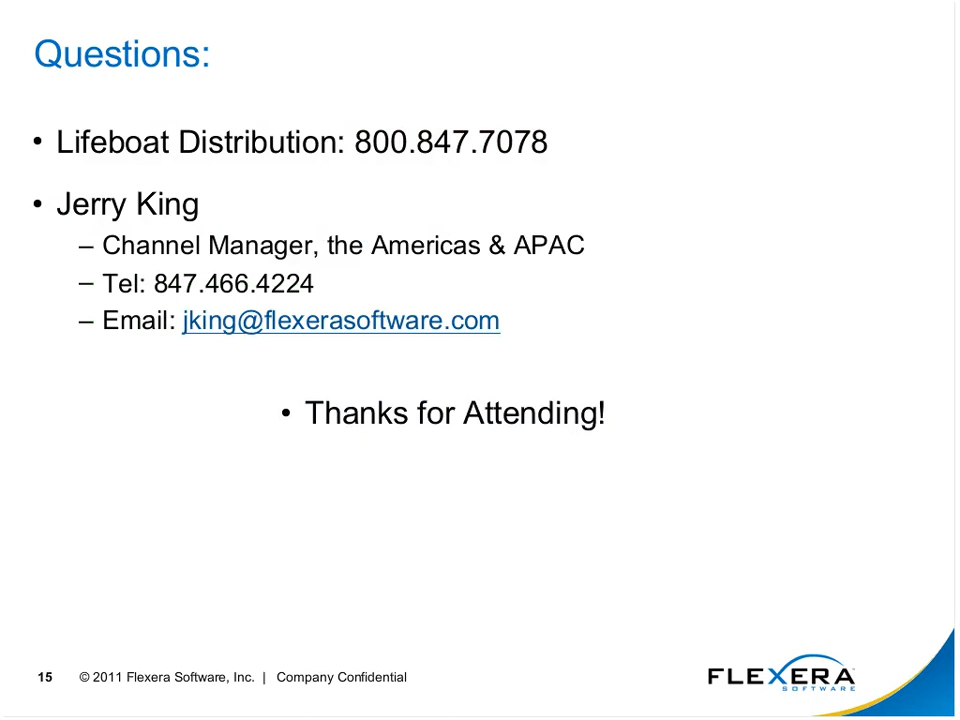 Questions:
• Lifeboat Distribution: 800.847.7078
• Jerry King
– Channel Manager, the Americas & APAC
– Tel: 847.466.4224
– Email: jking@flexerasoftware.com
• Thanks for Attending!
15 © 2011 Flexera Software, Inc. | Company Confidential
FLEXERA
SOFTWARE